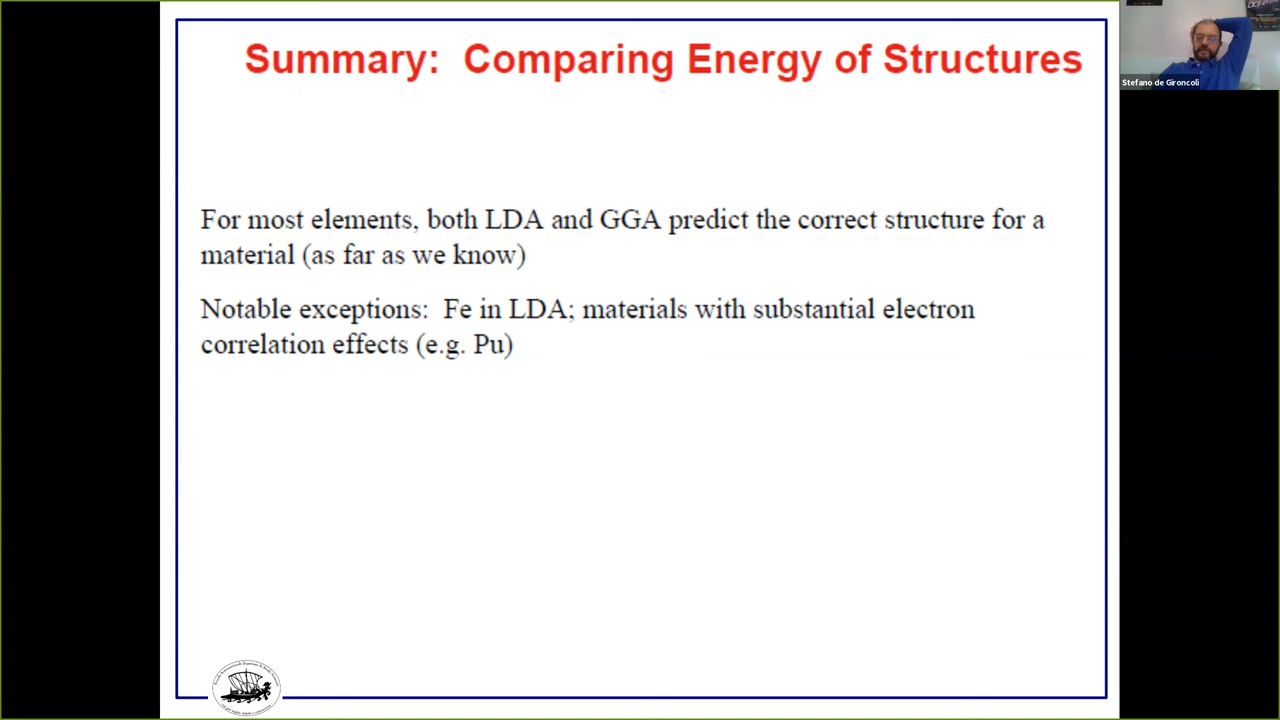 Summary: Comparing Energy of Structures
Stefano de Gironcoli
For most elements, both LDA and GGA predict the correct structure for a
material (as far as we know)
Notable exceptions: Fe in LDA; materials with substantial electron
correlation effects (e.g. Pu)